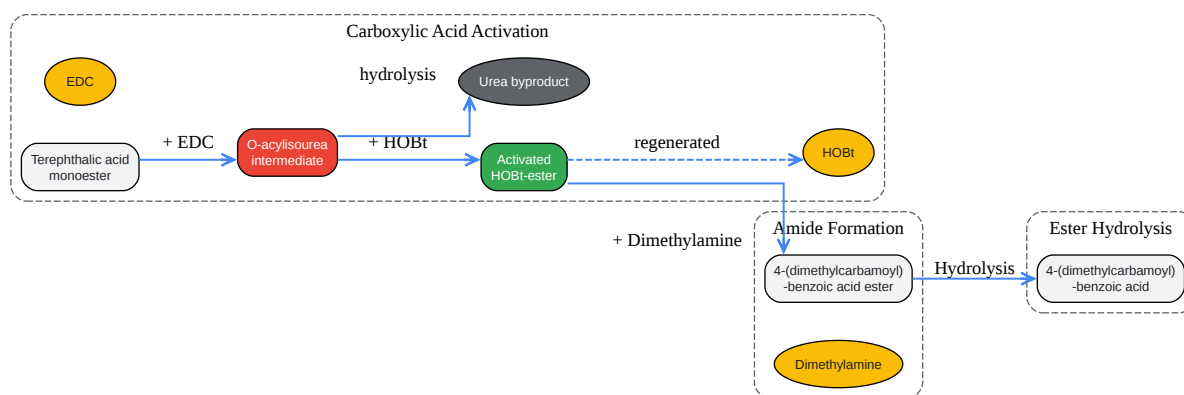 Carboxylic Acid Activation
EDC
hydrolysis
Urea byproduct
+ EDC
+ HOBt
regenerated
Terephthalic acid
monoester
O-acylisourea
intermediate
Activated
HOBt-ester
HOBt
+ Dimethylamine
Amide Formation
Ester Hydrolysis
4-(dimethylcarbamoyl)
-benzoic acid ester
Hydrolysis
4-(dimethylcarbamoyl)
-benzoic acid
Dimethylamine